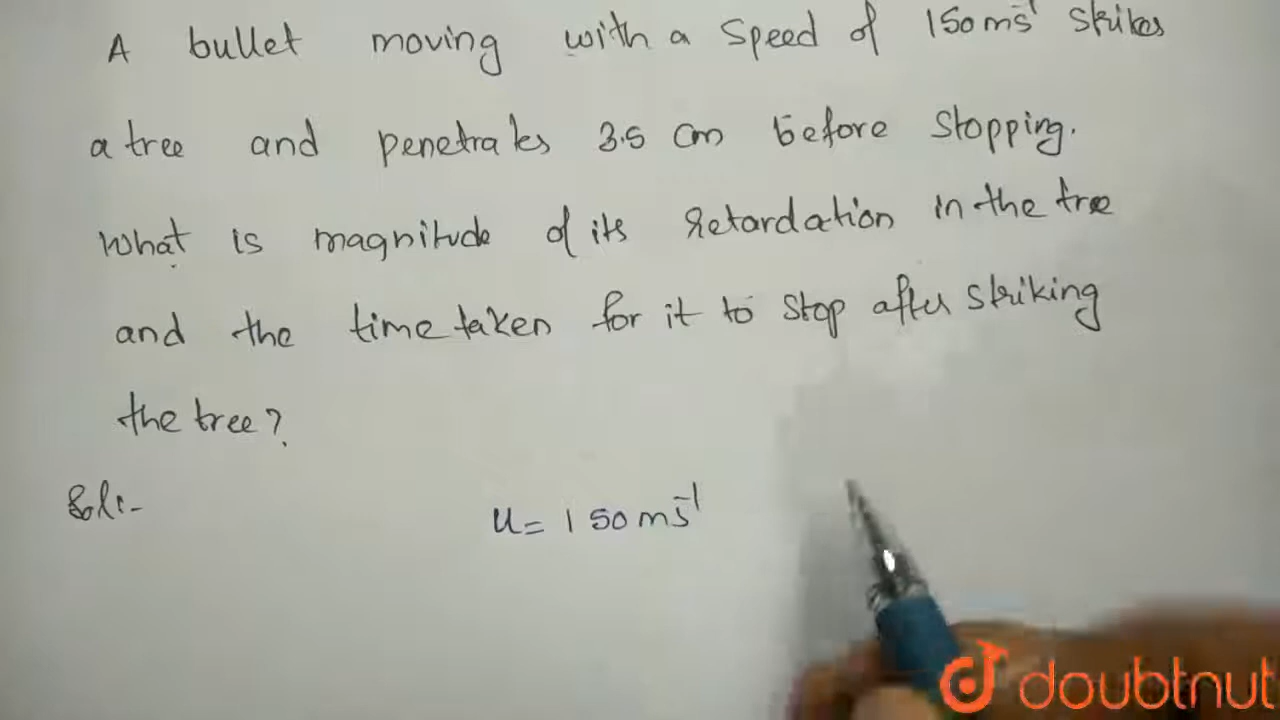 A bullet moving with a speed of 150 ms⁻¹ strikes
a tree and penetrates 3.5 cm before stopping.
What is magnitude of its retardation in the tree
and the time taken for it to stop after striking
the tree?
Sol:-
u = 150 ms⁻¹
doubtnut